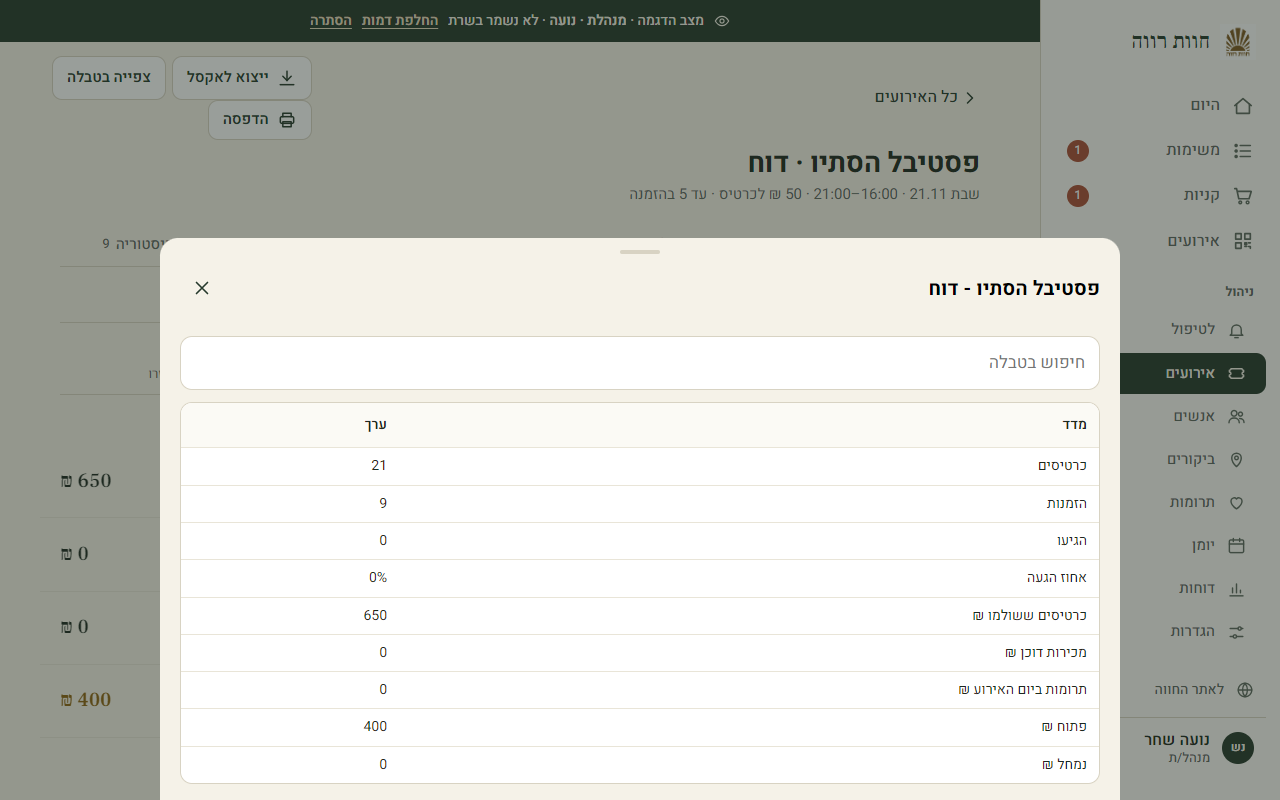 מצב הדגמה · מנהלת · נועה · לא נשמר בשרת החלפת דמות הסתרה
חוות רווה
היום
משימות 1
קניות 1
אירועים
ניהול
לטיפול
אירועים
אנשים
ביקורים
תרומות
יומן
דוחות
הגדרות
לאתר החווה
נש
נועה שחר
מנהל/ת
כל האירועים
ייצוא לאקסל
צפייה בטבלה
הדפסה
פסטיבל הסתיו · דוח
שבת 21.11 · 16:00–21:00 · 50 ₪ לכרטיס · עד 5 בהזמנה
9
650 ₪
0 ₪
0 ₪
400 ₪
פסטיבל הסתיו - דוח
חיפוש בטבלה
מדד ערך
כרטיסים 21
הזמנות 9
הגיעו 0
אחוז הגעה 0%
כרטיסים ששולמו ₪ 650
מכירות דוכן ₪ 0
תרומות ביום האירוע ₪ 0
פתוח ₪ 400
נמחל ₪ 0